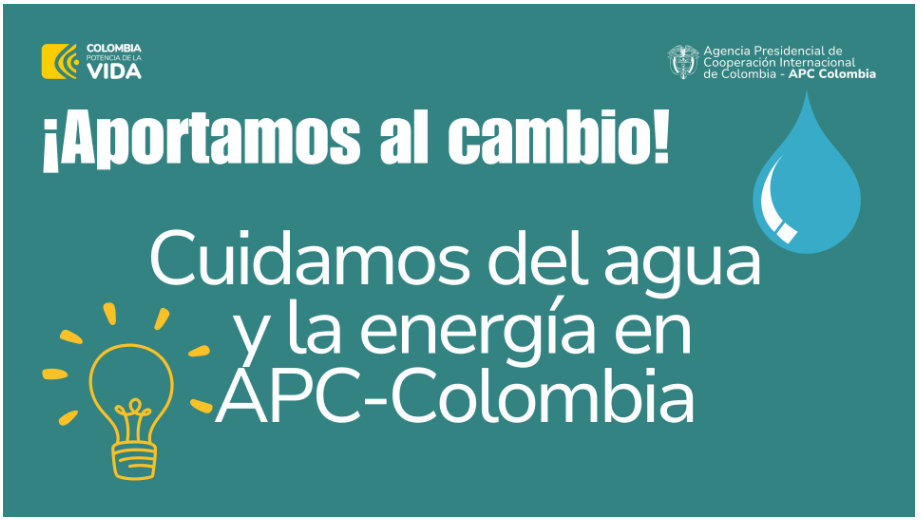 COLOMBIA
POTENCIA DE LA
VIDA
Agencia Presidencial de
Cooperación Internacional
de Colombia - APC Colombia
¡Aportamos al cambio!
Cuidamos del agua
y la energía en
APC-Colombia